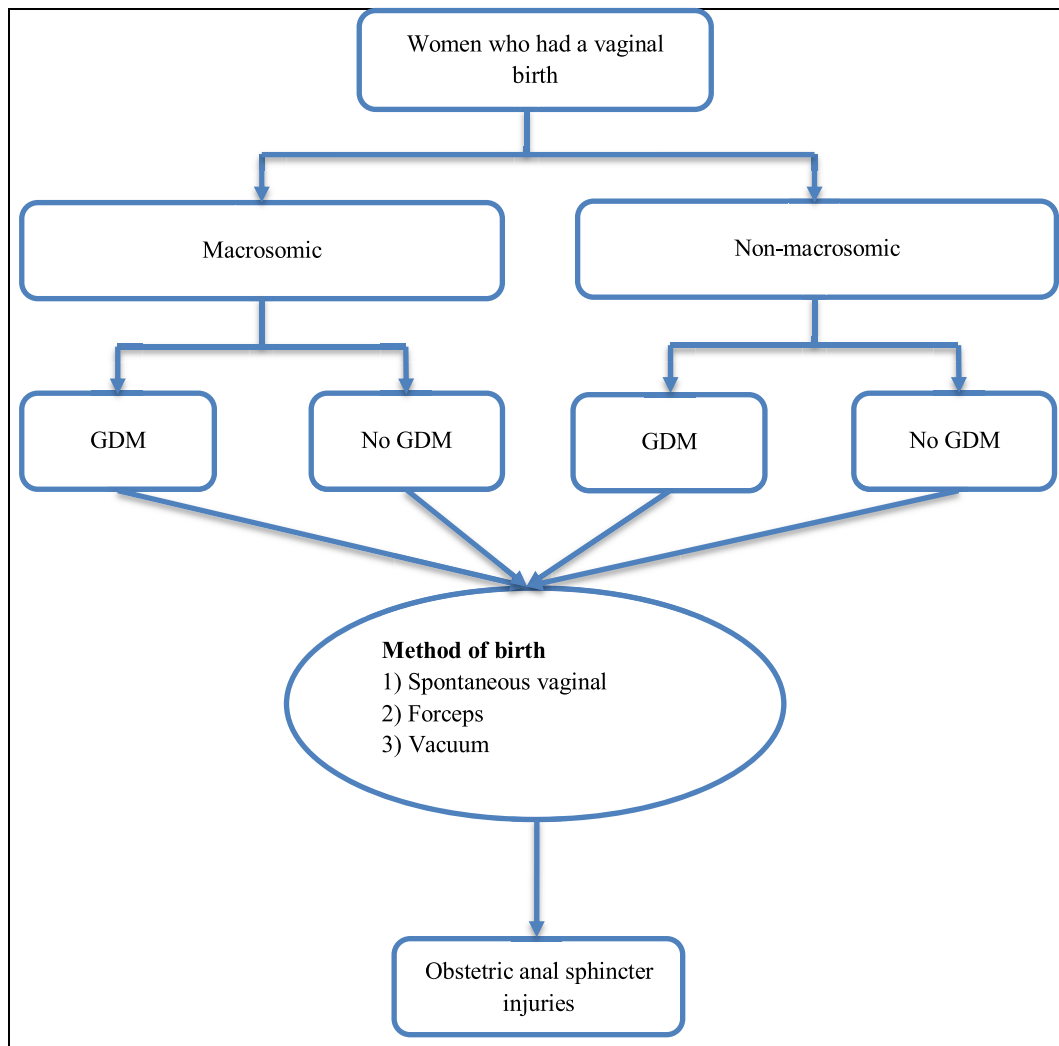 Women who had a vaginal
birth
Macrosomic
Non-macrosomic
GDM
No GDM
GDM
No GDM
Method of birth
1) Spontaneous vaginal
2) Forceps
3) Vacuum
Obstetric anal sphincter
injuries